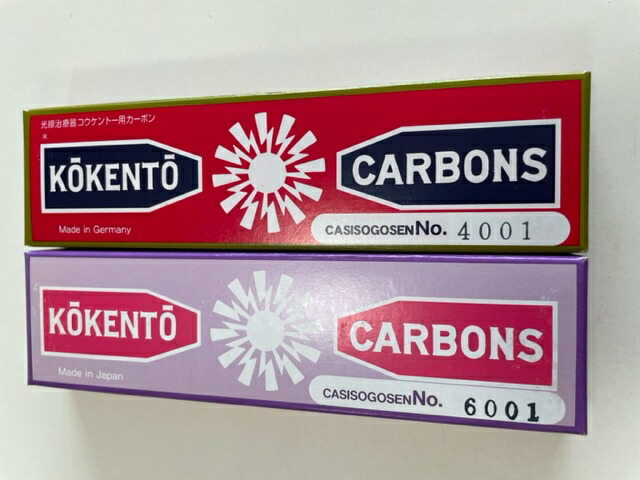 光線治療器コウケントー用カーボン
®
KŌKENTŌ
CARBONS
Made in Germany
CASISOGOSEN No. 4001
KŌKENTŌ
CARBONS
Made in Japan
CASISOGOSEN No. 6001